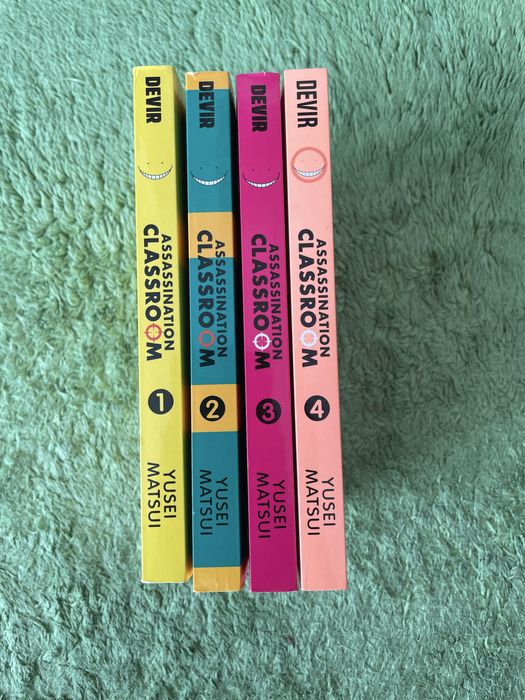 DEVIR
ASSASSINATION
CLASSROOM
1
YUSEI
MATSUI
DEVIR
ASSASSINATION
CLASSROOM
2
YUSEI
MATSUI
DEVIR
ASSASSINATION
CLASSROOM
3
YUSEI
MATSUI
DEVIR
ASSASSINATION
CLASSROOM
4
YUSEI
MATSUI